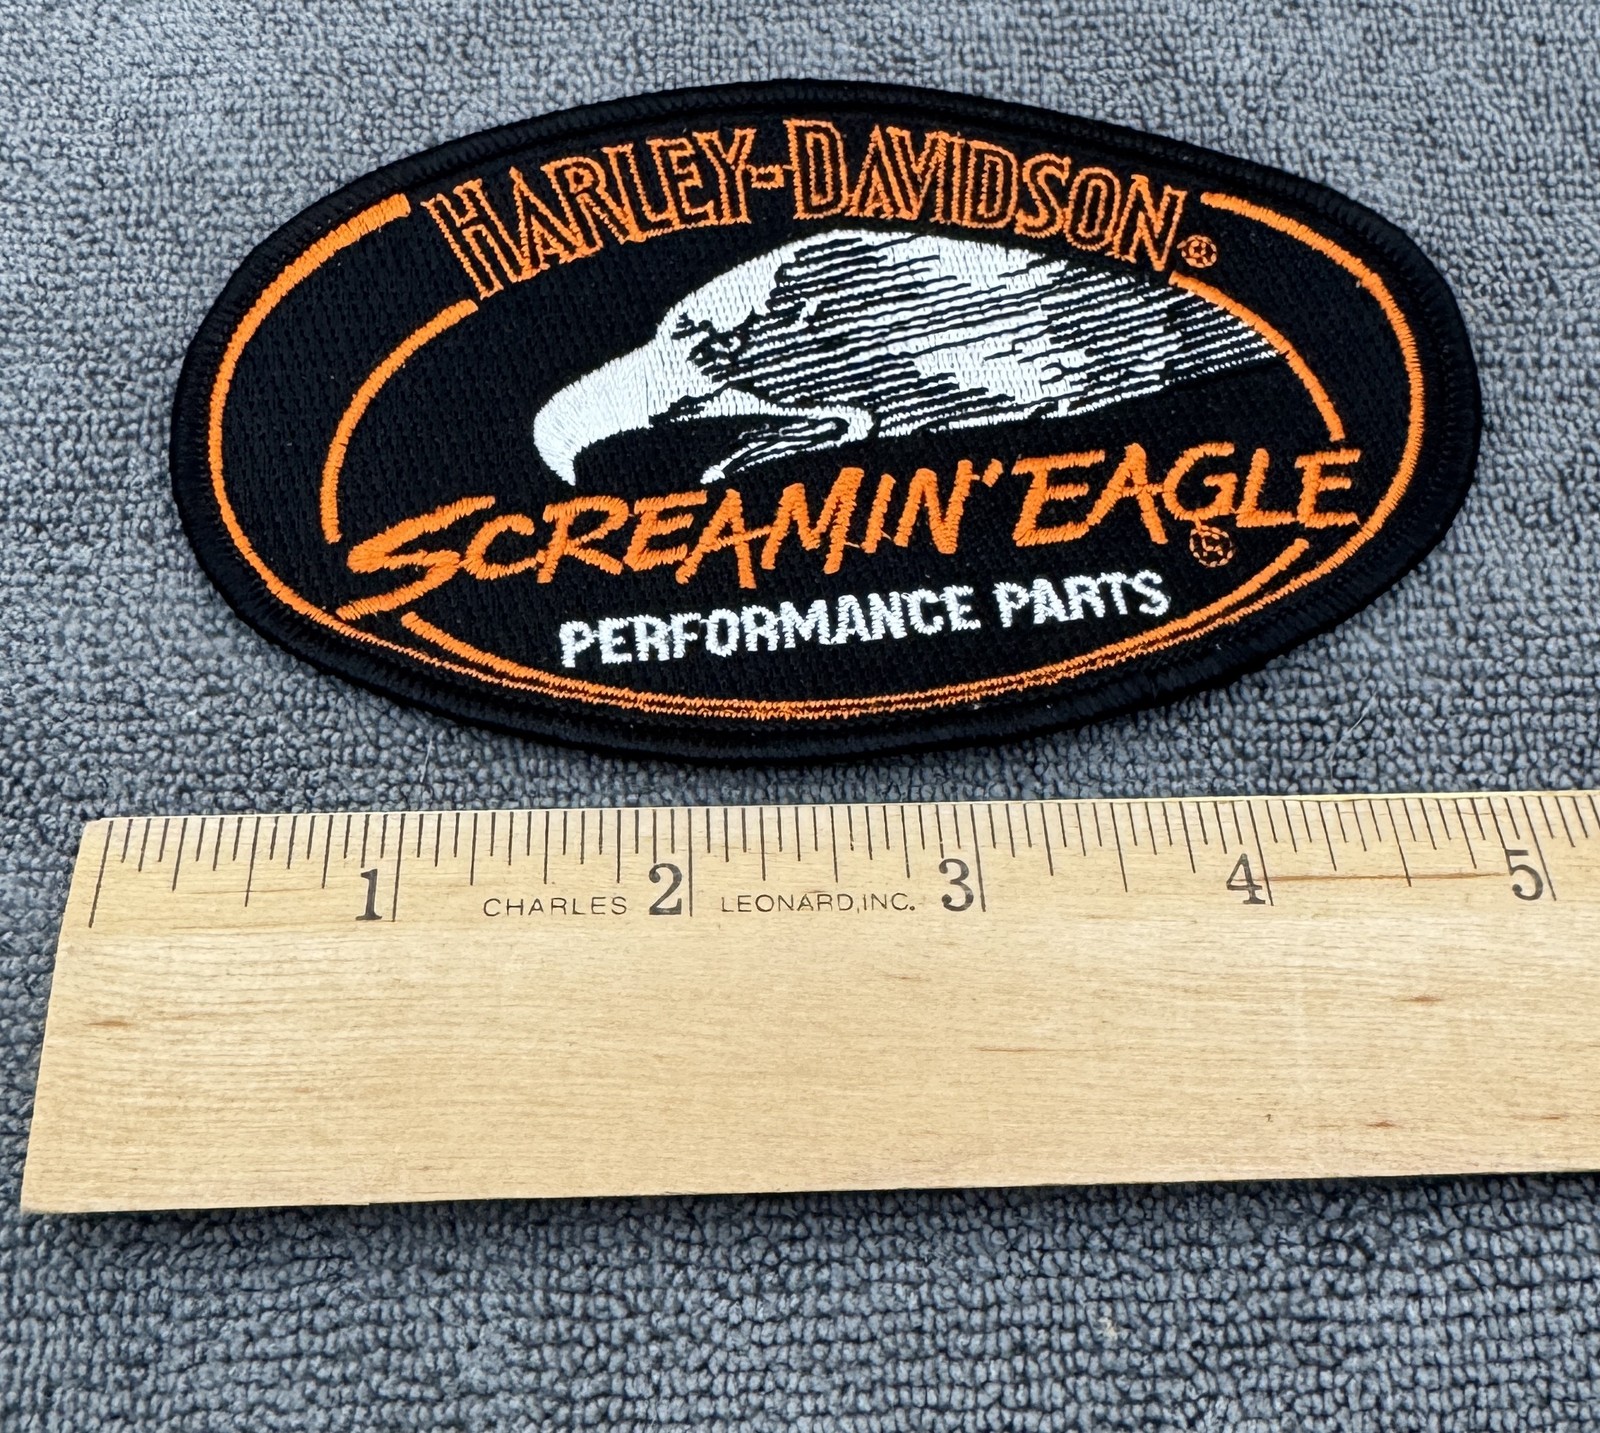 HARLEY-DAVIDSON®
SCREAMIN' EAGLE®
PERFORMANCE PARTS
1 2 3 4 5
CHARLES LEONARD, INC.